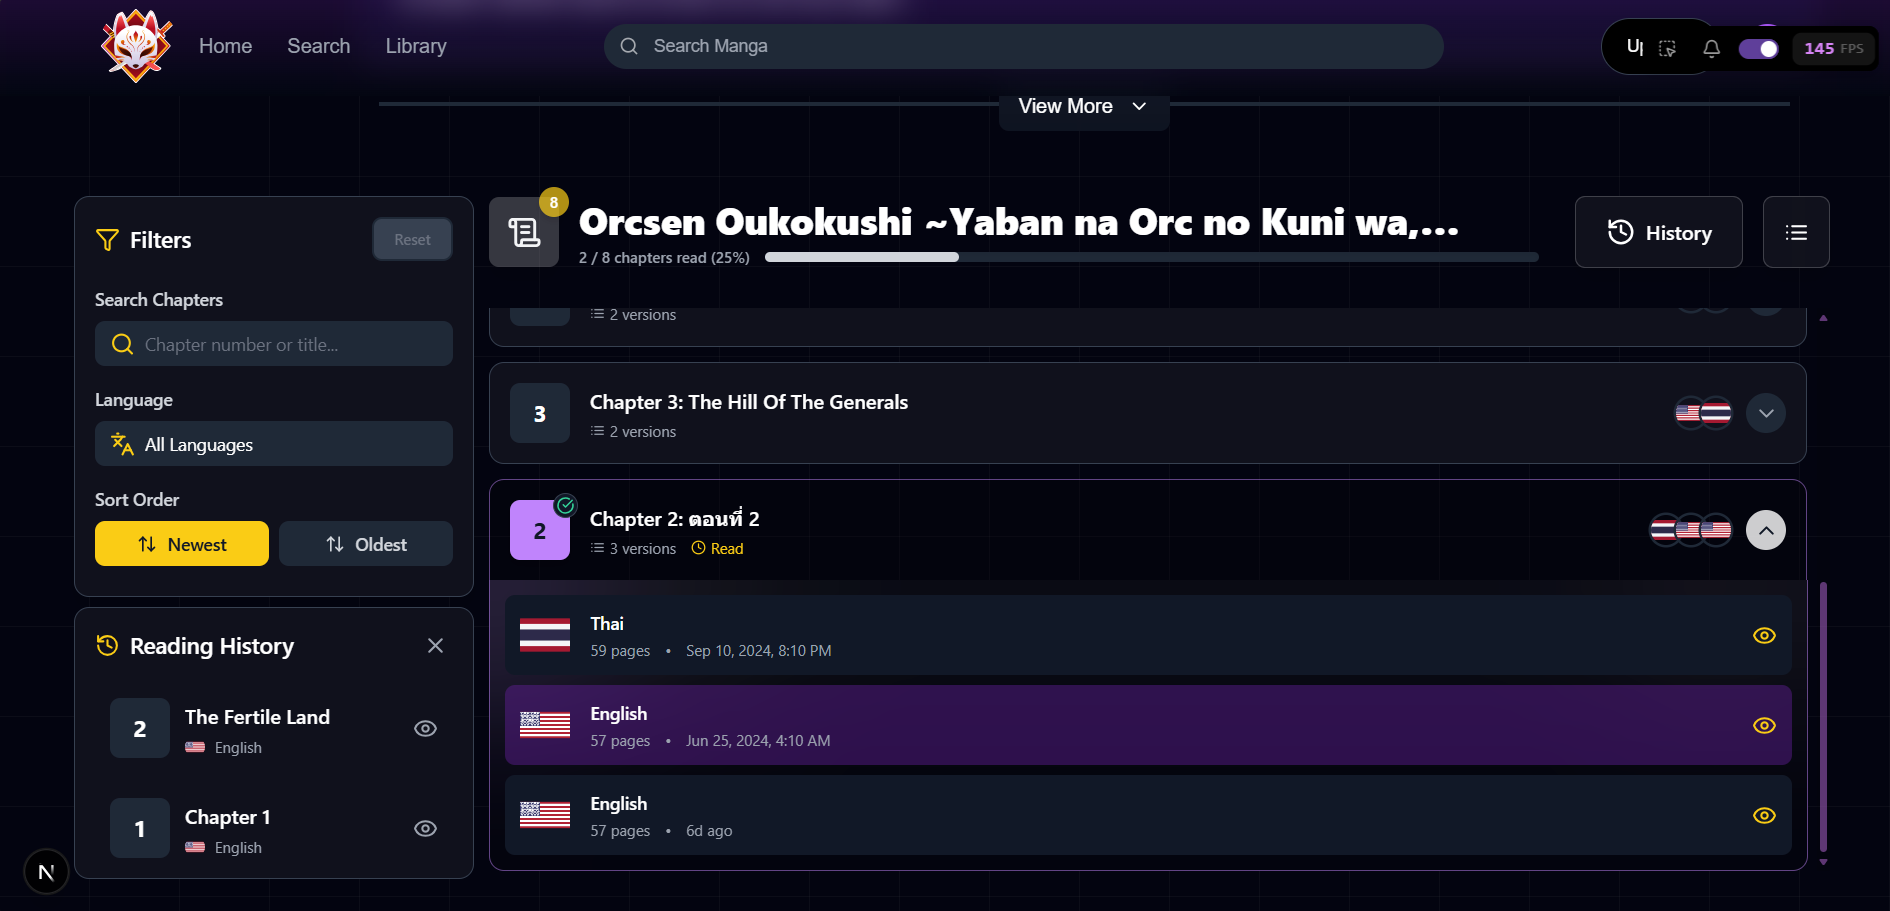 Home
Search
Library
Search Manga
145 FPS
View More
Filters
Reset
Search Chapters
Chapter number or title...
Language
All Languages
Sort Order
Newest
Oldest
Reading History
2
The Fertile Land
English
1
Chapter 1
English
N
8
Orcsen Oukokushi ~Yaban na Orc no Kuni wa,...
2 / 8 chapters read (25%)
History
2 versions
3
Chapter 3: The Hill Of The Generals
2 versions
2
Chapter 2: ตอนที่ 2
3 versions
Read
Thai
59 pages • Sep 10, 2024, 8:10 PM
English
57 pages • Jun 25, 2024, 4:10 AM
English
57 pages • 6d ago